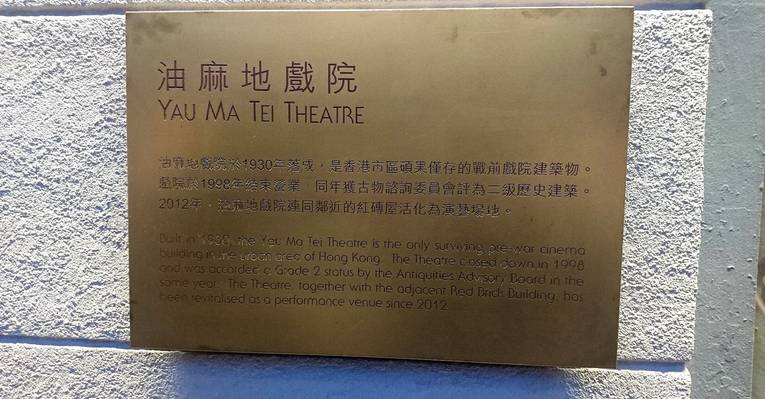 油麻地戲院
YAU MA TEI THEATRE
油麻地戲院於1930年落成，是香港市區碩果僅存的戰前戲院建築物。
戲院於1998年結束營業，同年獲古物諮詢委員會評為二級歷史建築。
2012年，油麻地戲院連同鄰近的紅磚屋活化為演藝場地。
Built in 1930, the Yau Ma Tei Theatre is the only surviving pre-war cinema
building in the urban area of Hong Kong. The Theatre closed down in 1998
and was accorded a Grade 2 status by the Antiquities Advisory Board in the
same year. The Theatre, together with the adjacent Red Brick Building, has
been revitalised as a performance venue since 2012.